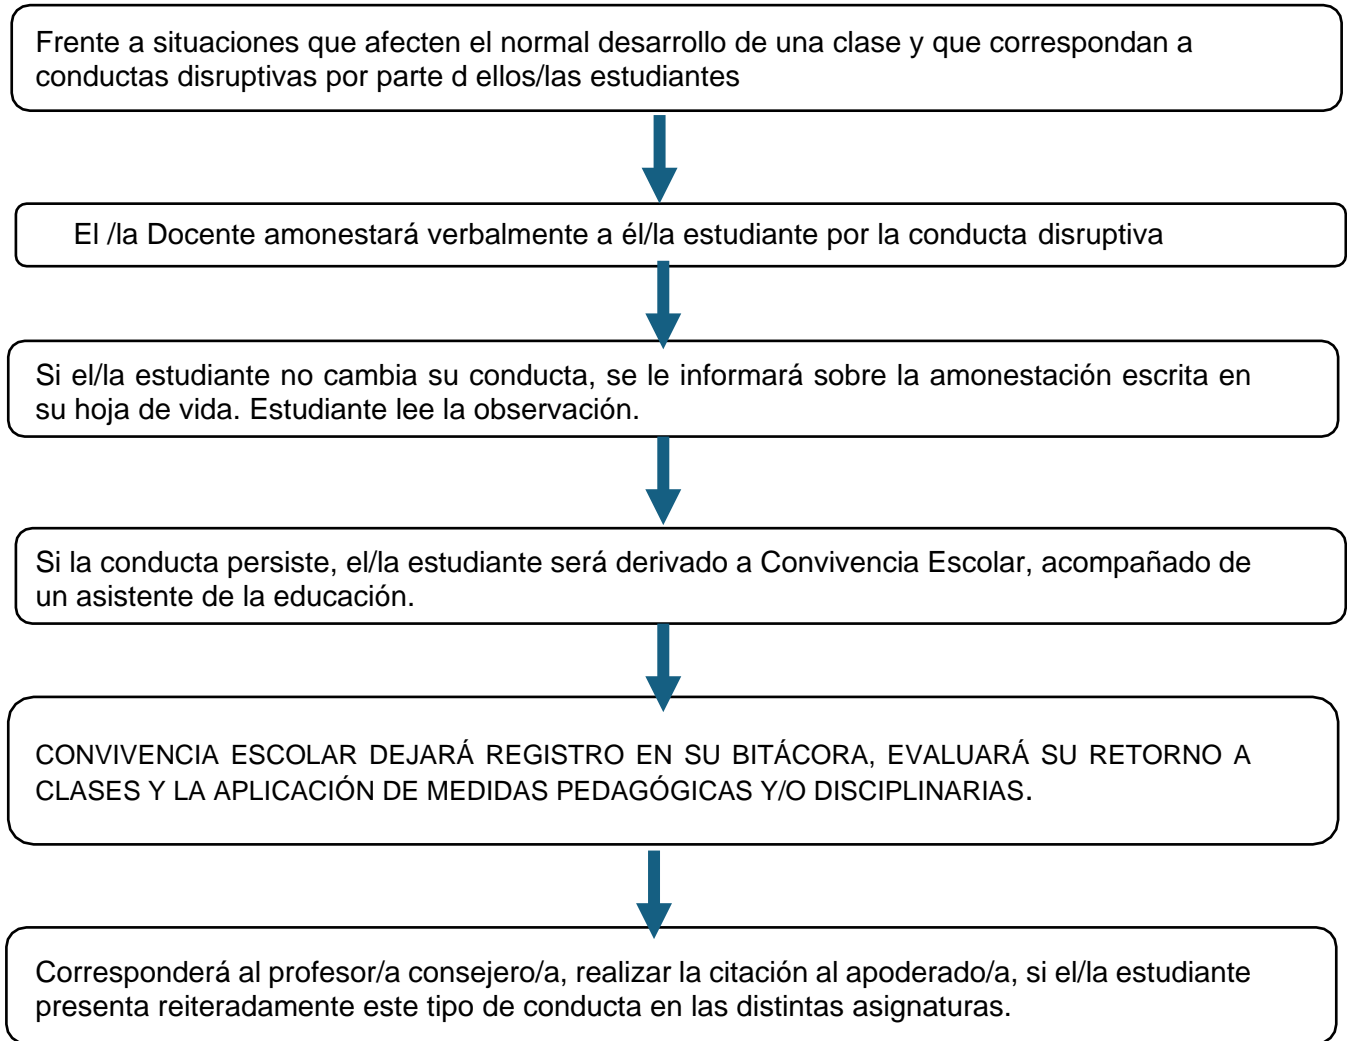 Frente a situaciones que afecten el normal desarrollo de una clase y que correspondan a
conductas disruptivas por parte d ellos/las estudiantes
El /la Docente amonestará verbalmente a él/la estudiante por la conducta disruptiva
Si el/la estudiante no cambia su conducta, se le informará sobre la amonestación escrita en
su hoja de vida. Estudiante lee la observación.
Si la conducta persiste, el/la estudiante será derivado a Convivencia Escolar, acompañado de
un asistente de la educación.
CONVIVENCIA ESCOLAR DEJARÁ REGISTRO EN SU BITÁCORA, EVALUARÁ SU RETORNO A
CLASES Y LA APLICACIÓN DE MEDIDAS PEDAGÓGICAS Y/O DISCIPLINARIAS.
Corresponderá al profesor/a consejero/a, realizar la citación al apoderado/a, si el/la estudiante
presenta reiteradamente este tipo de conducta en las distintas asignaturas.